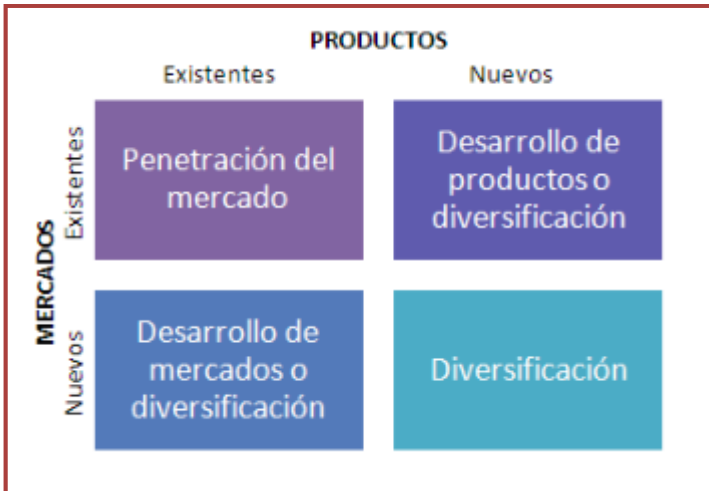 PRODUCTOS
Existentes
Nuevos
MERCADOS
Existentes
Penetración del
mercado
Desarrollo de
productos o
diversificación
Nuevos
Desarrollo de
mercados o
diversificación
Diversificación